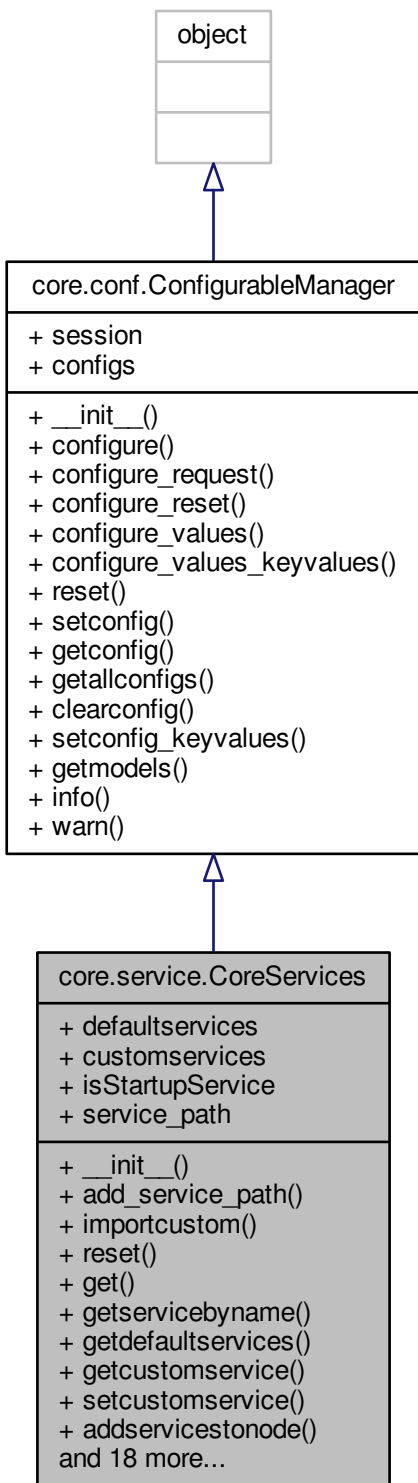 object
core.conf.ConfigurableManager
+ session
+ configs
+ __init__()
+ configure()
+ configure_request()
+ configure_reset()
+ configure_values()
+ configure_values_keyvalues()
+ reset()
+ setconfig()
+ getconfig()
+ getallconfigs()
+ clearconfig()
+ setconfig_keyvalues()
+ getmodels()
+ info()
+ warn()
core.service.CoreServices
+ defaultservices
+ customservices
+ isStartupService
+ service_path
+ __init__()
+ add_service_path()
+ importcustom()
+ reset()
+ get()
+ getservicebyname()
+ getdefaultservices()
+ getcustomservice()
+ setcustomservice()
+ addservicestonode()
and 18 more...